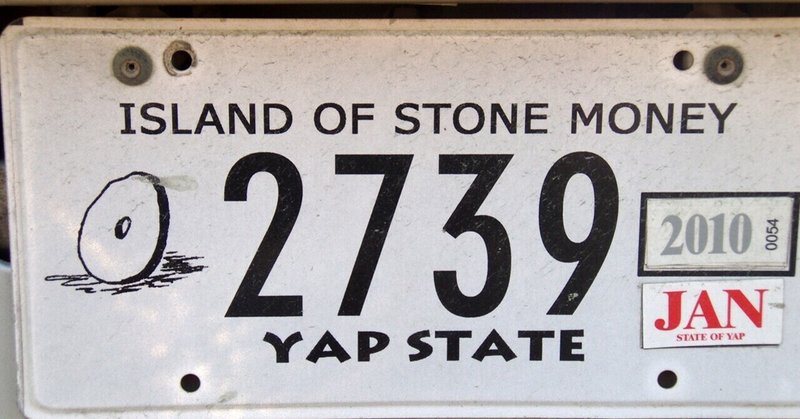 ISLAND OF STONE MONEY
2739
2010
0054
JAN
STATE OF YAP
YAP STATE